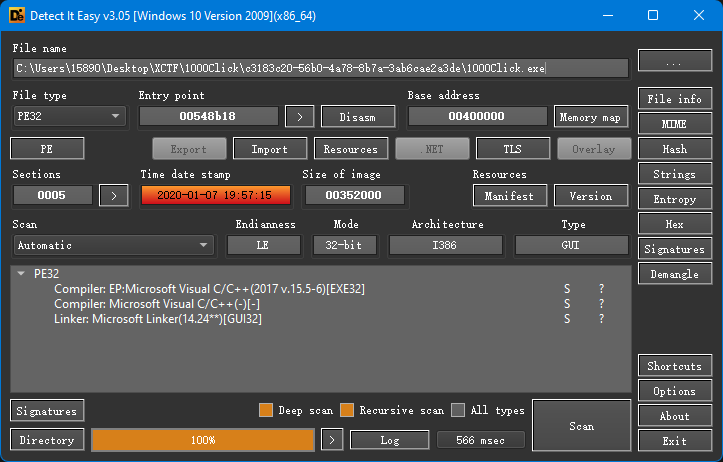 Detect It Easy v3.05 [Windows 10 Version 2009](x86_64)
File name
C:\Users\15890\Desktop\XCTF\1000Click\c3183c20-56b0-4a78-8b7a-3ab6cae2a3de\1000Click.exe
...
File type Entry point Base address
PE32 00548b18 > Disasm 00400000 Memory map
File info
MIME
PE Export Import Resources .NET TLS Overlay
Hash
Sections Time date stamp Size of image Resources
Strings
0005 > 2020-01-07 19:57:15 00352000 Manifest Version
Entropy
Scan Endianness Mode Architecture Type
Hex
Automatic LE 32-bit I386 GUI
Signatures
Demangle
PE32
Compiler: EP:Microsoft Visual C/C++(2017 v.15.5-6)[EXE32] S ?
Compiler: Microsoft Visual C/C++(-)[-] S ?
Linker: Microsoft Linker(14.24**)[GUI32] S ?
Shortcuts
Options
Signatures Deep scan Recursive scan All types Scan
About
Directory 100% > Log 566 msec
Exit